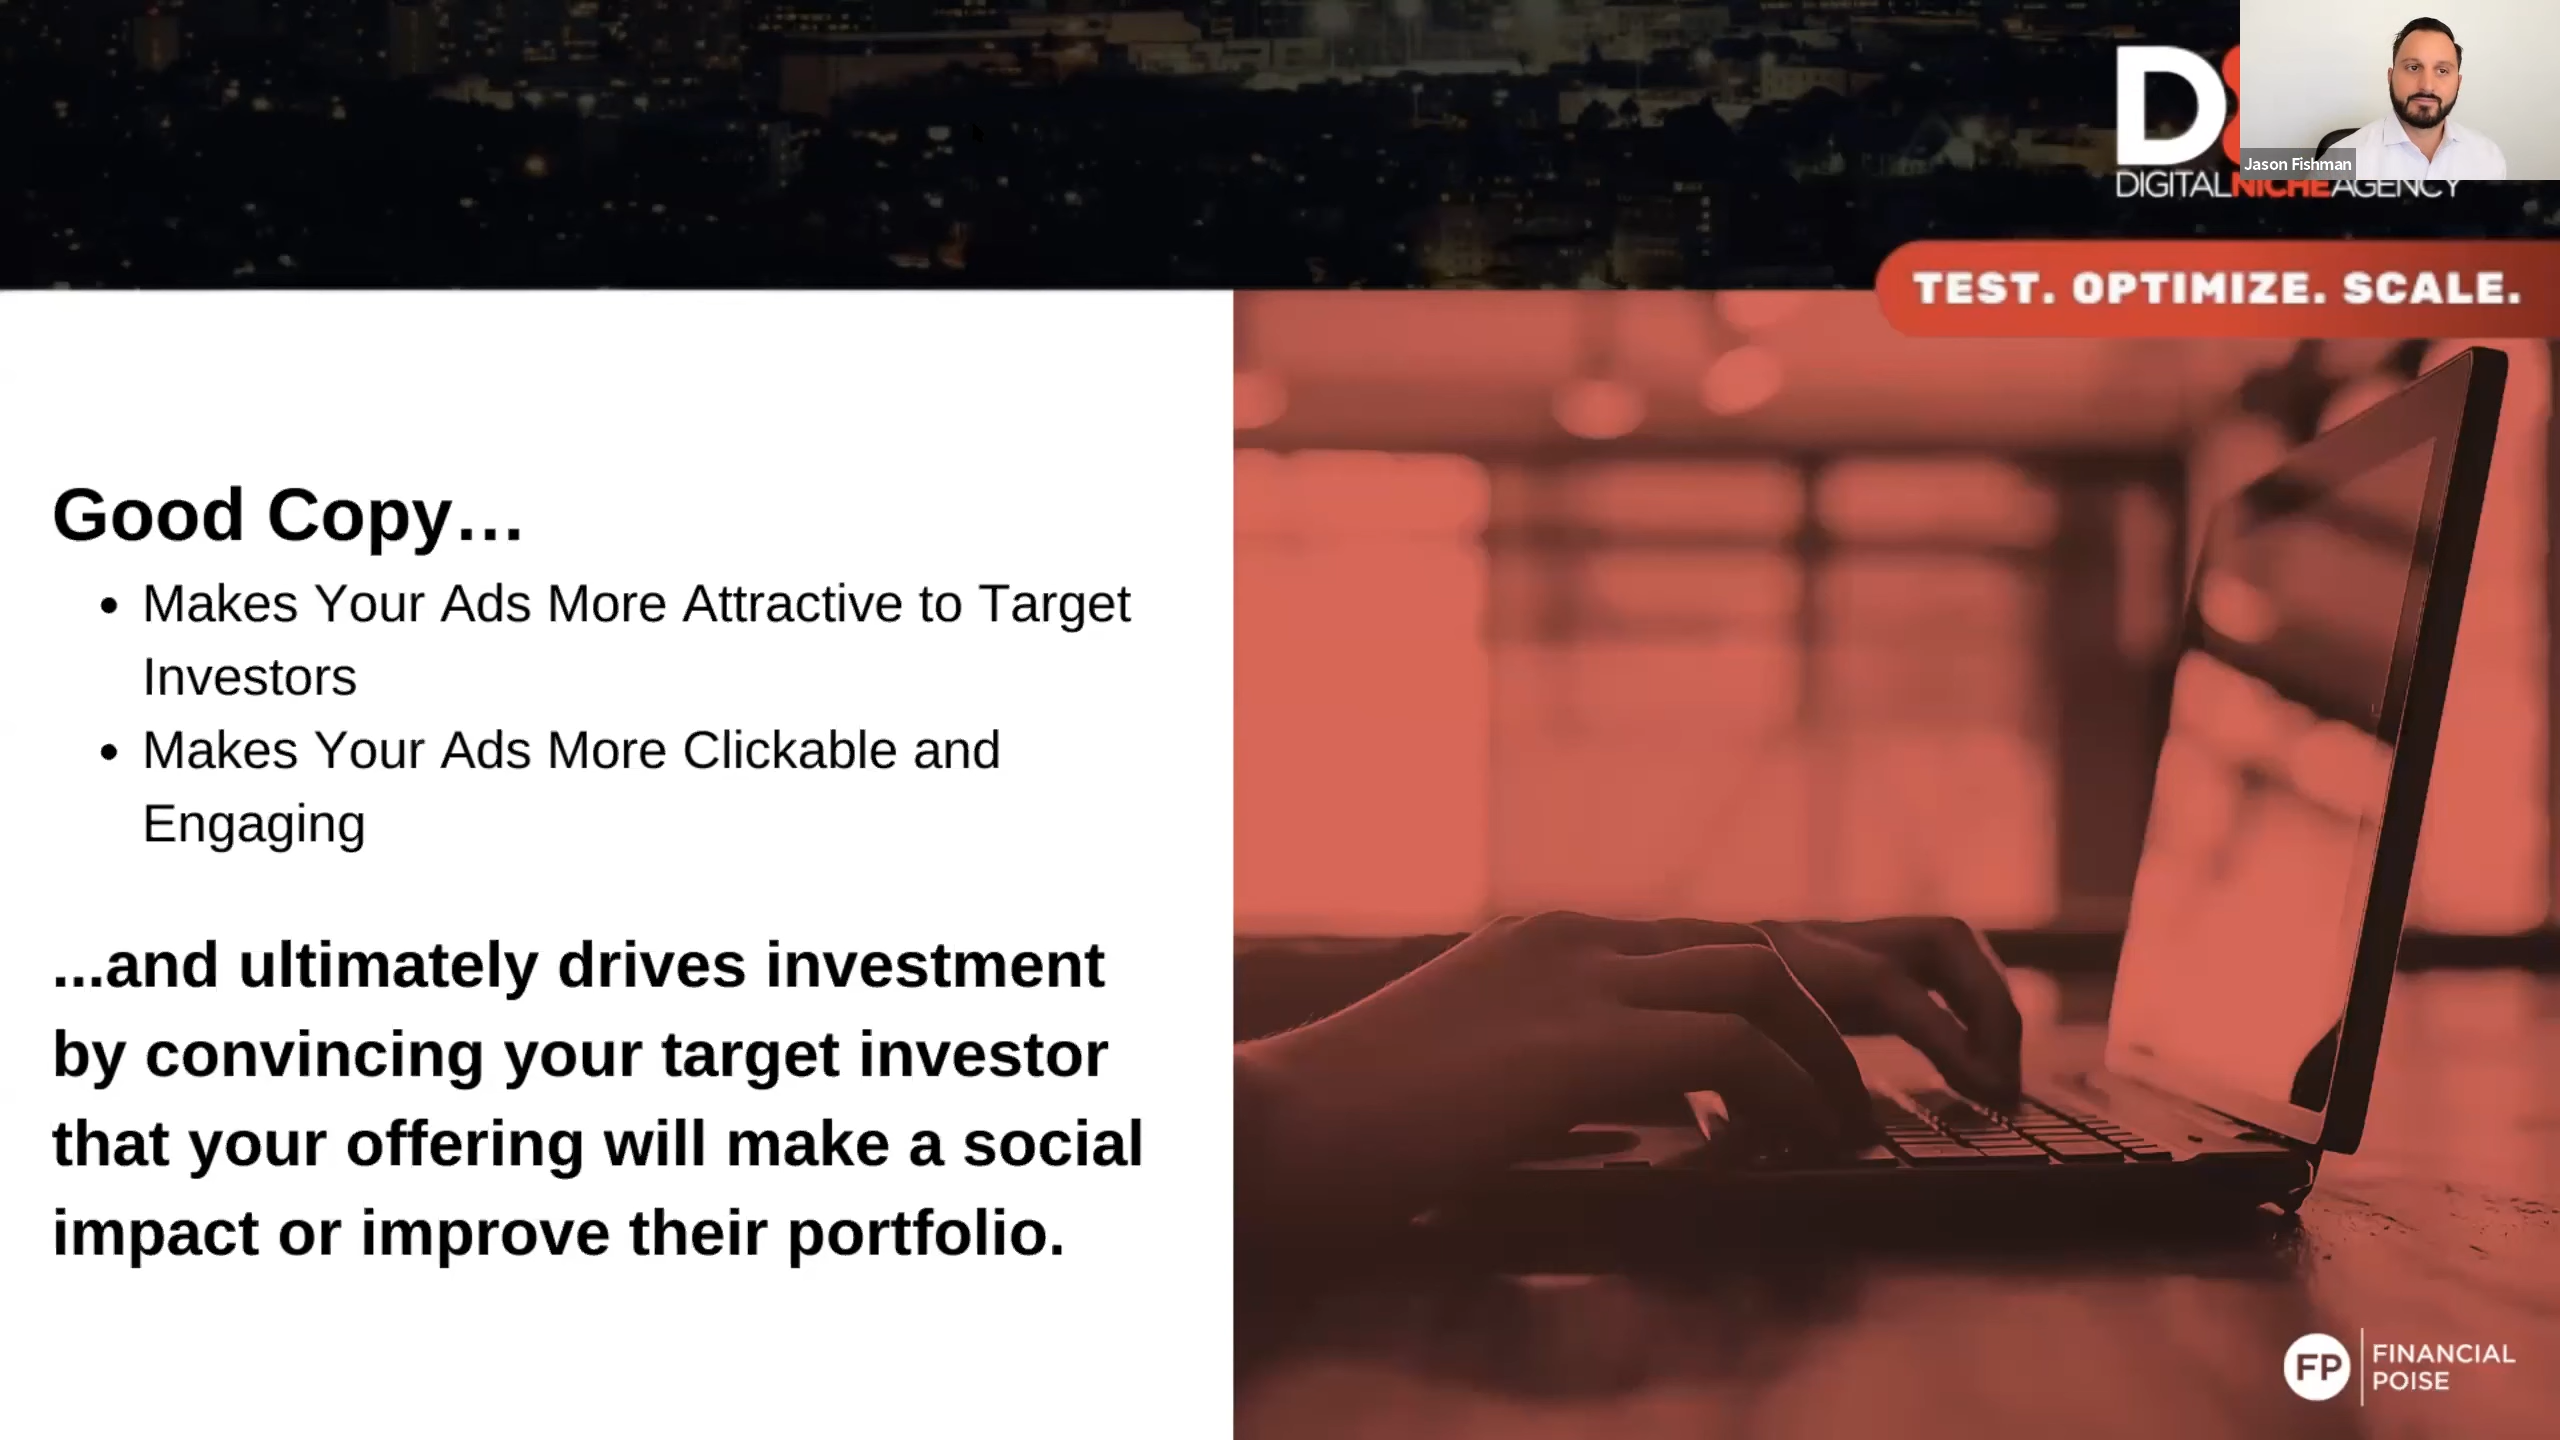 D
Jason Fishman
DIGITALNICHEAGENCY
TEST. OPTIMIZE. SCALE.
Good Copy…
• Makes Your Ads More Attractive to Target
Investors
• Makes Your Ads More Clickable and
Engaging
...and ultimately drives investment
by convincing your target investor
that your offering will make a social
impact or improve their portfolio.
FP
FINANCIAL
POISE